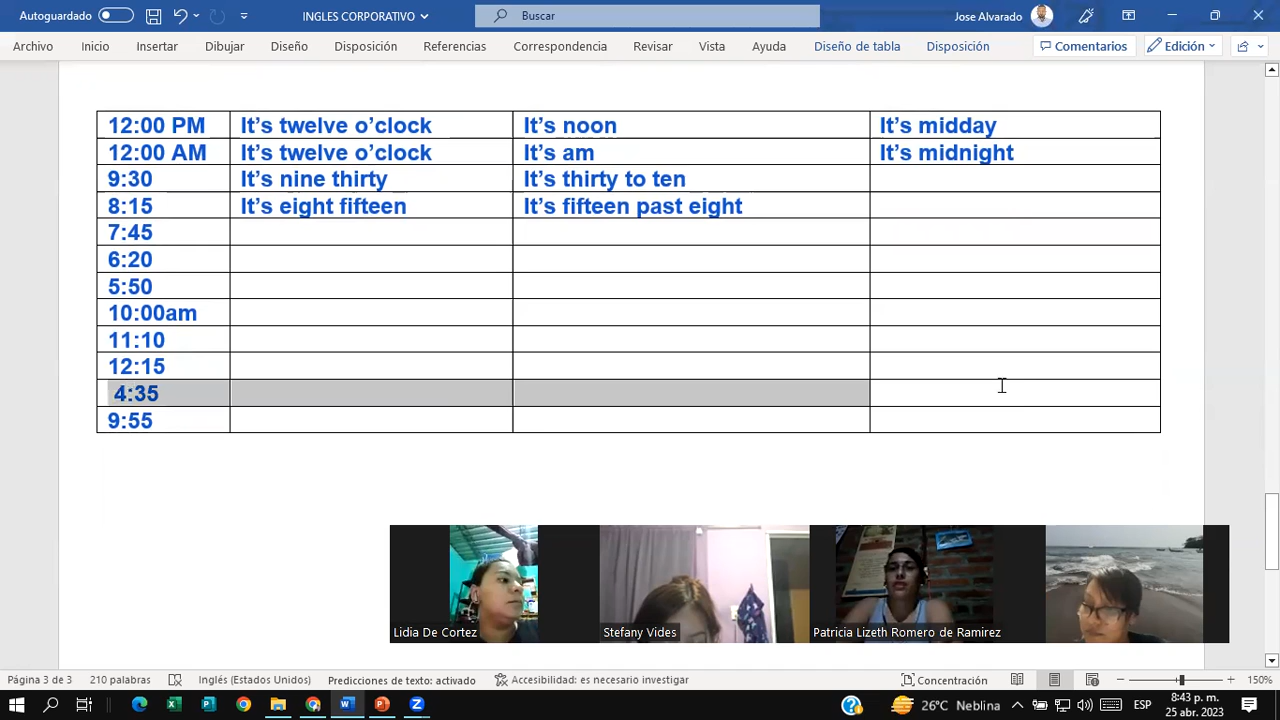 Autoguardado
INGLES CORPORATIVO
Buscar
Jose Alvarado
Archivo Inicio Insertar Dibujar Diseño Disposición Referencias Correspondencia Revisar Vista Ayuda Diseño de tabla Disposición Comentarios Edición
12:00 PM It’s twelve o’clock It’s noon It’s midday
12:00 AM It’s twelve o’clock It’s am It’s midnight
9:30 It’s nine thirty It’s thirty to ten
8:15 It’s eight fifteen It’s fifteen past eight
7:45
6:20
5:50
10:00am
11:10
12:15
4:35
9:55
Lidia De Cortez
Stefany Vides
Patricia Lizeth Romero de Ramirez
Página 3 de 3 210 palabras Inglés (Estados Unidos) Predicciones de texto: activado Accesibilidad: es necesario investigar Concentración 150%
26°C Neblina ESP 8:43 p. m.
25 abr. 2023